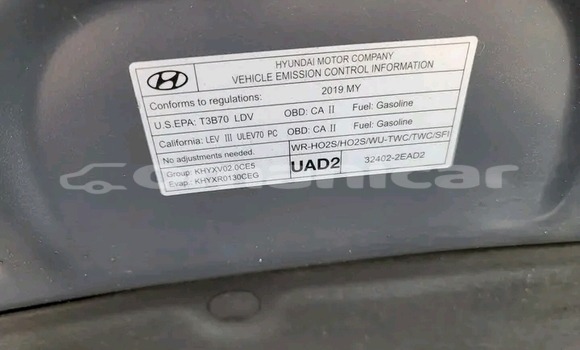 HYUNDAI MOTOR COMPANY
VEHICLE EMISSION CONTROL INFORMATION
Conforms to regulations: 2019 MY
U.S.EPA: T3B70 LDV OBD: CA II Fuel: Gasoline
California: LEV III ULEV70 PC OBD: CA II Fuel: Gasoline
No adjustments needed. WR-HO2S/HO2S/WU-TWC/TWC/SFI
Group: KHYXV02.0CE5
Evap: KHYXR0130CEG
UAD2 32402-2EAD2